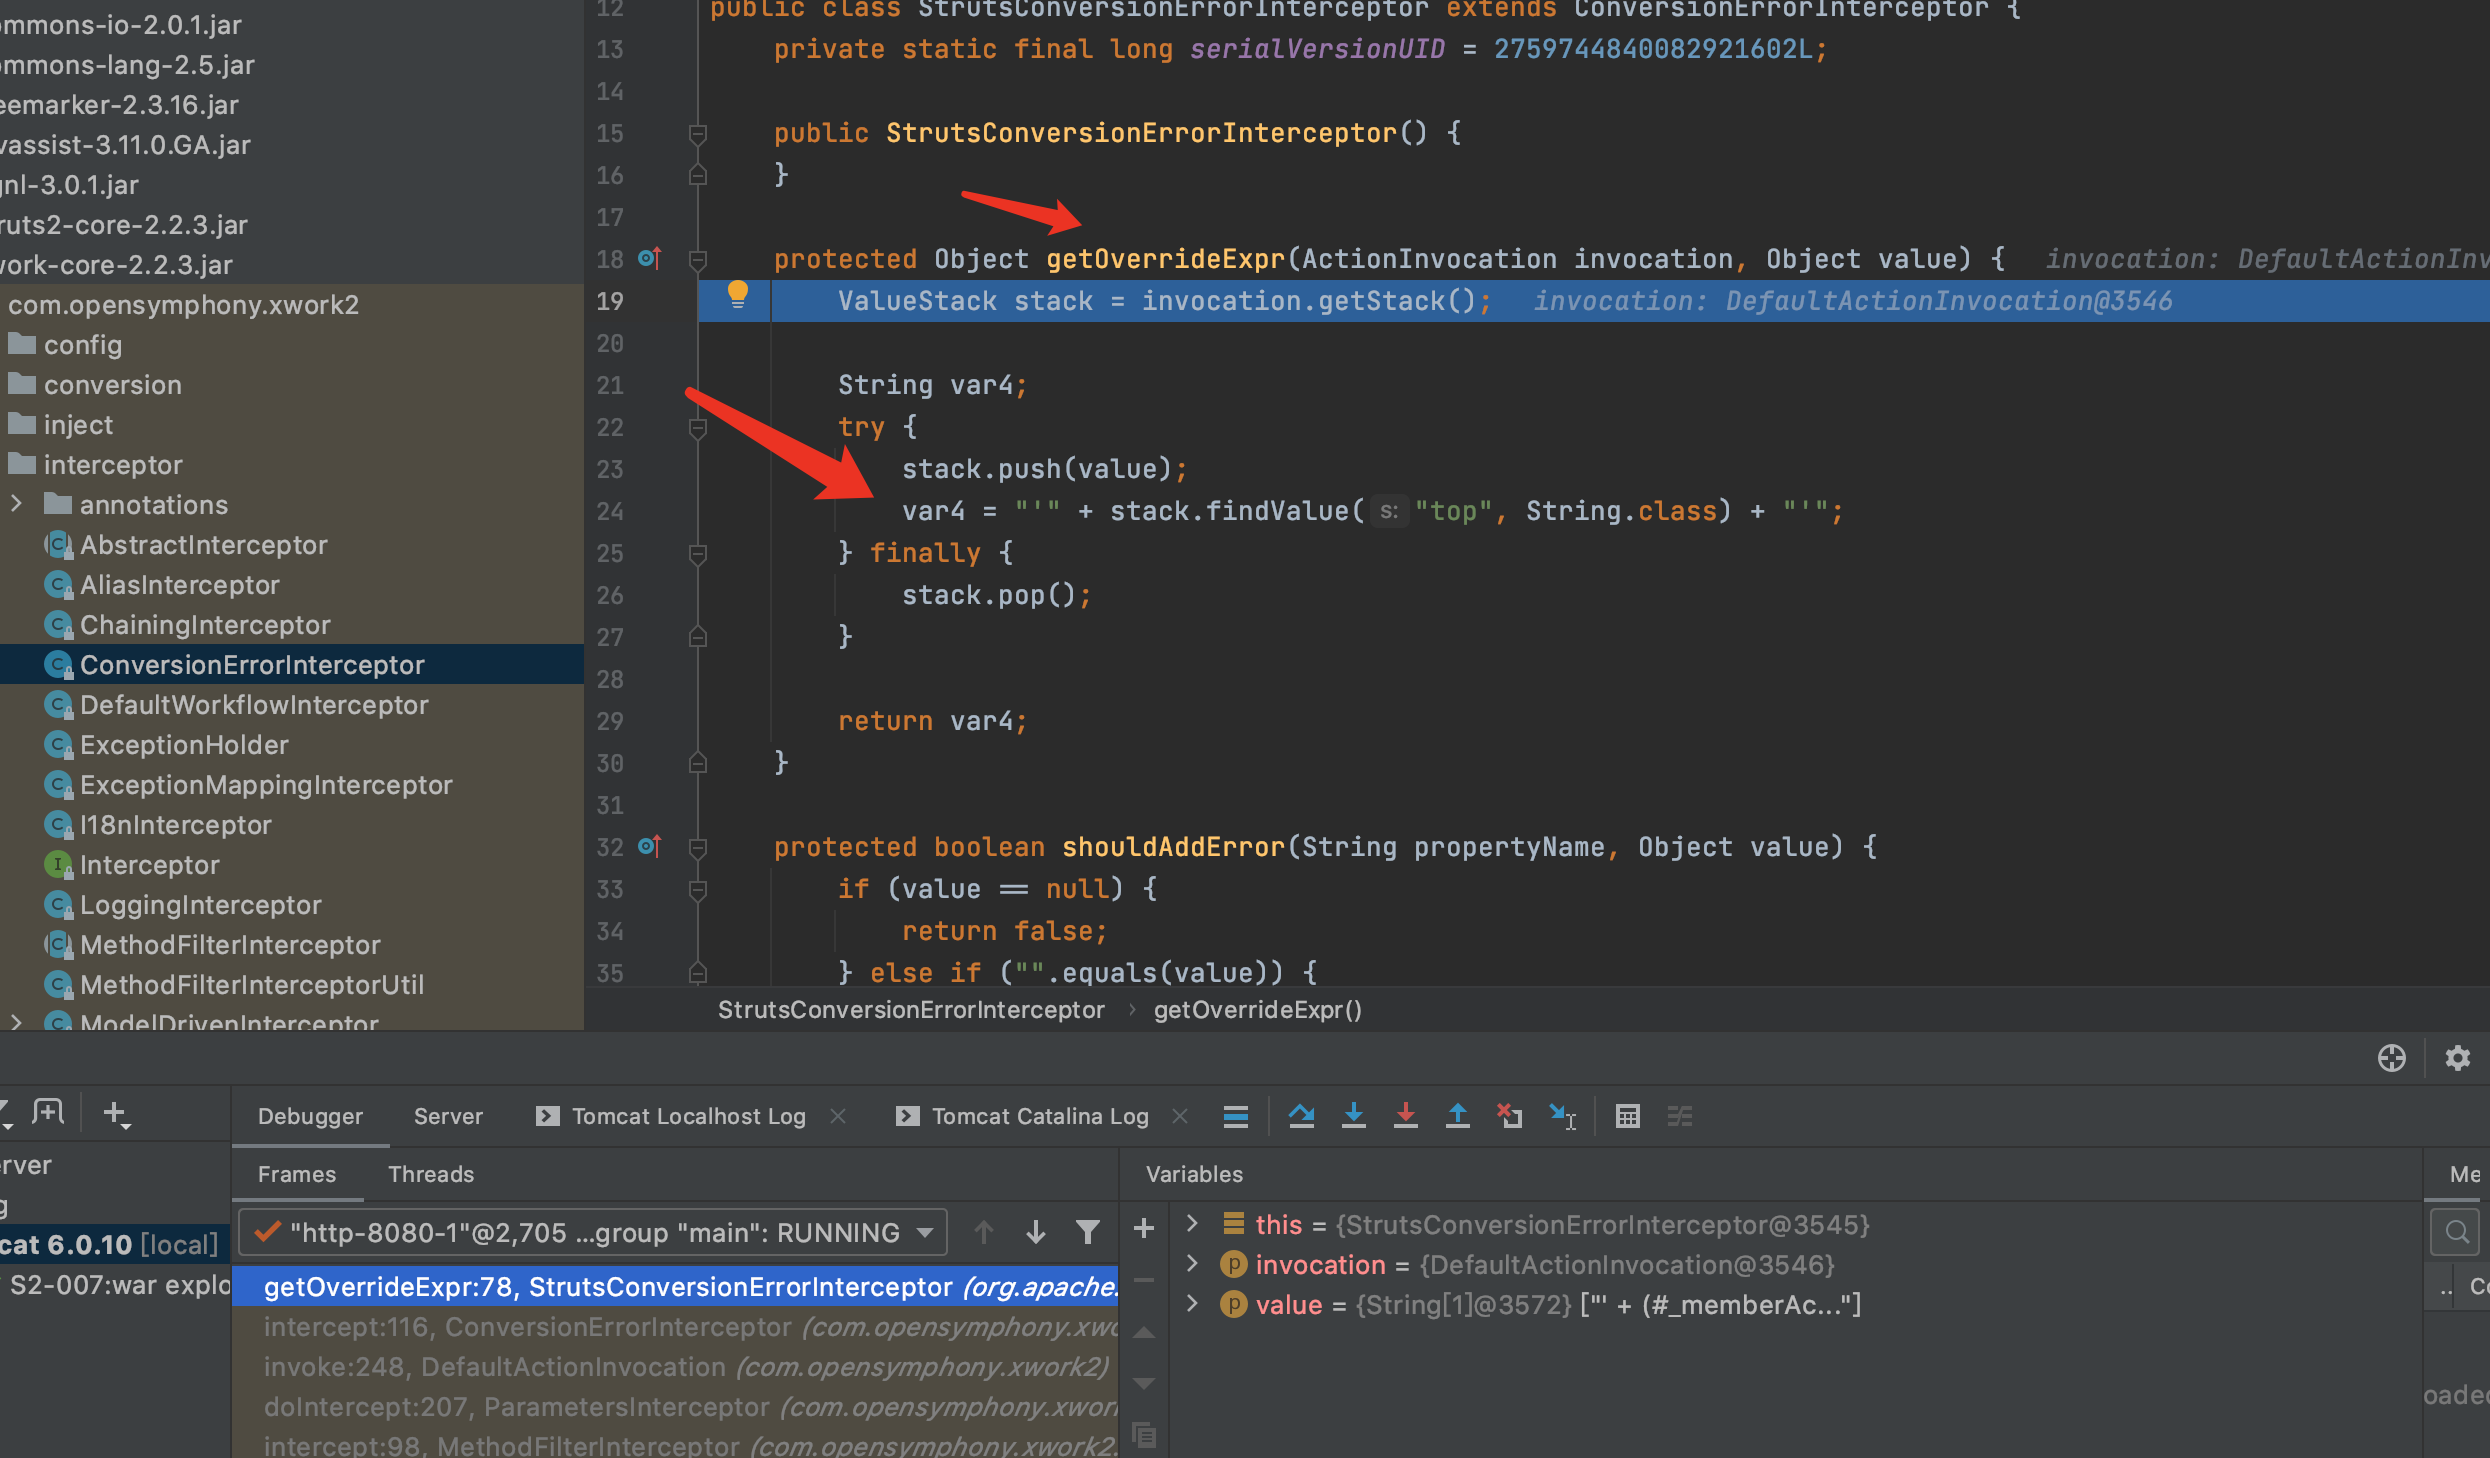 ommons-io-2.0.1.jar
ommons-lang-2.5.jar
eemarker-2.3.16.jar
vassist-3.11.0.GA.jar
gnl-3.0.1.jar
ruts2-core-2.2.3.jar
work-core-2.2.3.jar
com.opensymphony.xwork2
config
conversion
inject
interceptor
annotations
AbstractInterceptor
AliasInterceptor
ChainingInterceptor
ConversionErrorInterceptor
DefaultWorkflowInterceptor
ExceptionHolder
ExceptionMappingInterceptor
I18nInterceptor
Interceptor
LoggingInterceptor
MethodFilterInterceptor
MethodFilterInterceptorUtil
ModelDrivenInterceptor
12 public class StrutsConversionErrorInterceptor extends ConversionErrorInterceptor {
13 private static final long serialVersionUID = 2759744840082921602L;
14
15 public StrutsConversionErrorInterceptor() {
16 }
17
18 protected Object getOverrideExpr(ActionInvocation invocation, Object value) { invocation: DefaultActionInv
19 ValueStack stack = invocation.getStack(); invocation: DefaultActionInvocation@3546
20
21 String var4;
22 try {
23 stack.push(value);
24 var4 = "'" + stack.findValue( s: "top", String.class) + "'";
25 } finally {
26 stack.pop();
27 }
28
29 return var4;
30 }
31
32 protected boolean shouldAddError(String propertyName, Object value) {
33 if (value == null) {
34 return false;
35 } else if ("".equals(value)) {
StrutsConversionErrorInterceptor › getOverrideExpr()
Debugger Server Tomcat Localhost Log Tomcat Catalina Log
erver
g
cat 6.0.10 [local]
S2-007:war explo
Frames Threads
"http-8080-1"@2,705 ...group "main": RUNNING
getOverrideExpr:78, StrutsConversionErrorInterceptor (org.apache.
intercept:116, ConversionErrorInterceptor (com.opensymphony.xwo
invoke:248, DefaultActionInvocation (com.opensymphony.xwork2)
doIntercept:207, ParametersInterceptor (com.opensymphony.xwor
intercept:98, MethodFilterInterceptor (com.opensymphony.xwork2.
Variables
this = {StrutsConversionErrorInterceptor@3545}
invocation = {DefaultActionInvocation@3546}
value = {String[1]@3572} ["' + (#_memberAc..."]
Me
.. Co
oaded